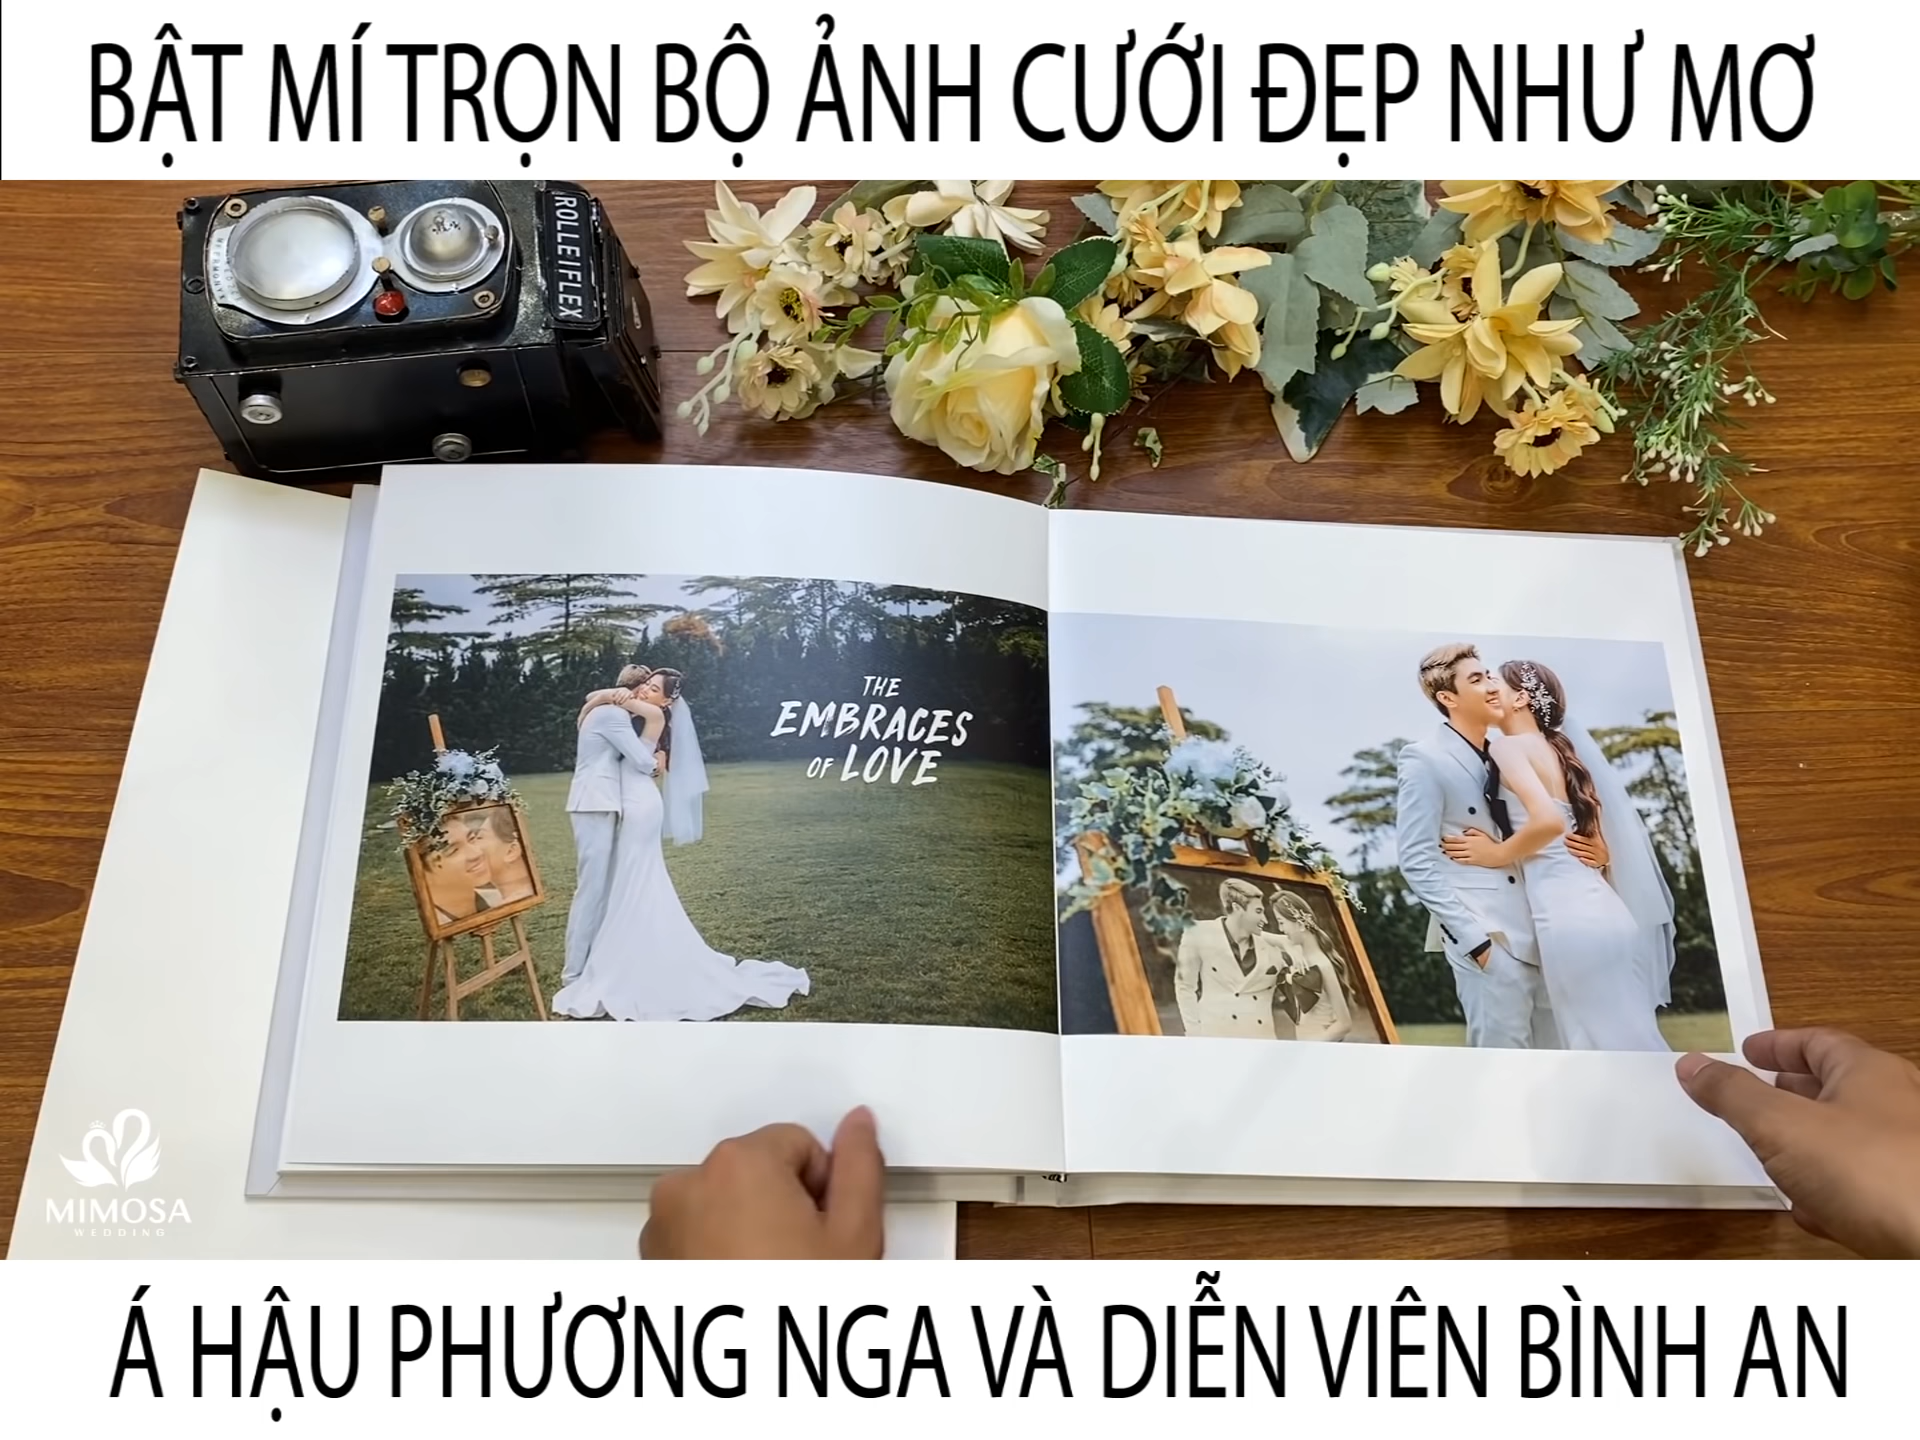 BẬT MÍ TRỌN BỘ ẢNH CƯỚI ĐẸP NHƯ MƠ
ROLLEIFLEX
THE
EMBRACES
OF LOVE
MIMOSA
WEDDING
Á HẬU PHƯƠNG NGA VÀ DIỄN VIÊN BÌNH AN